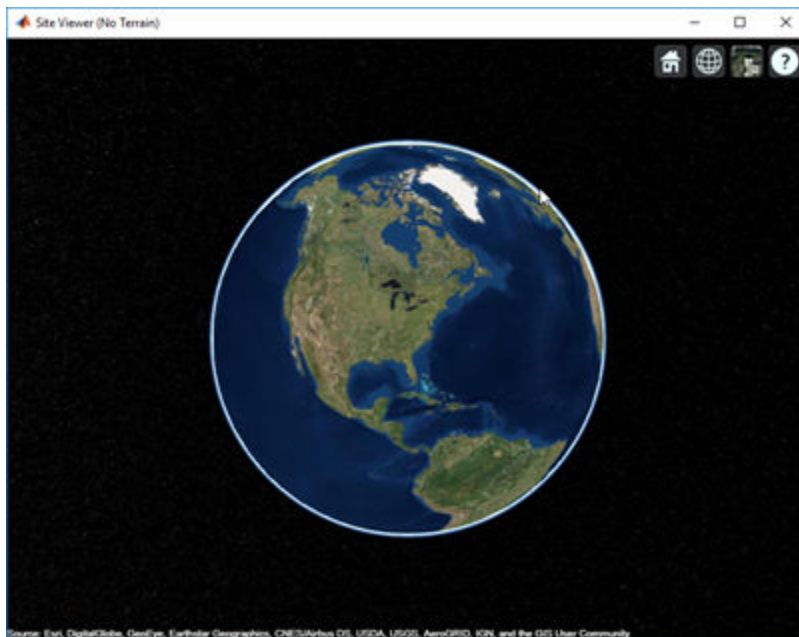 Site Viewer (No Terrain)
?
Source: Esri, DigitalGlobe, GeoEye, Earthstar Geographics, CNES/Airbus DS, USDA, USGS, AeroGRID, IGN, and the GIS User Community